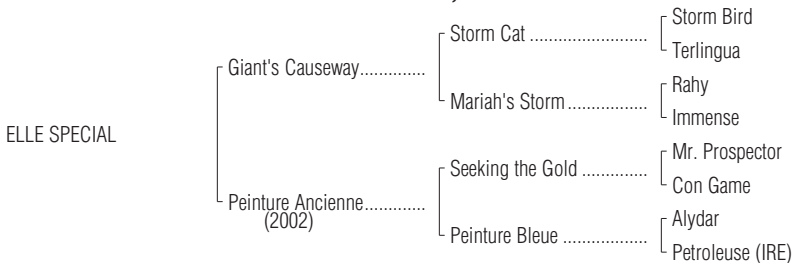 Storm Bird
Storm Cat ........................
Terlingua
Giant's Causeway..............
Rahy
Mariah's Storm.................
Immense
ELLE SPECIAL
Mr. Prospector
Seeking the Gold ..............
Con Game
Peinture Ancienne.............
(2002)
Alydar
Peinture Bleue ..................
Petroleuse (IRE)